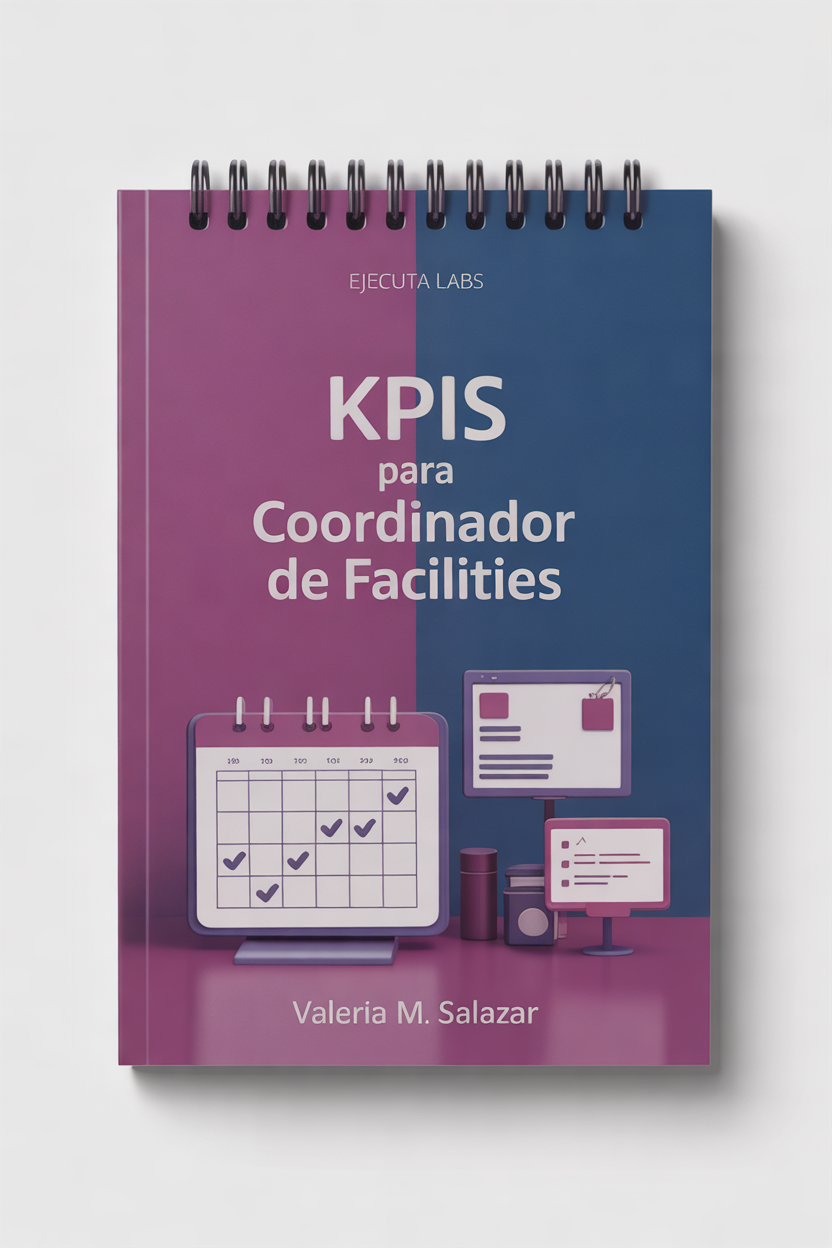 EJECUTA LABS
KPIS
para
Coordinador
de Facilities
Valeria M. Salazar